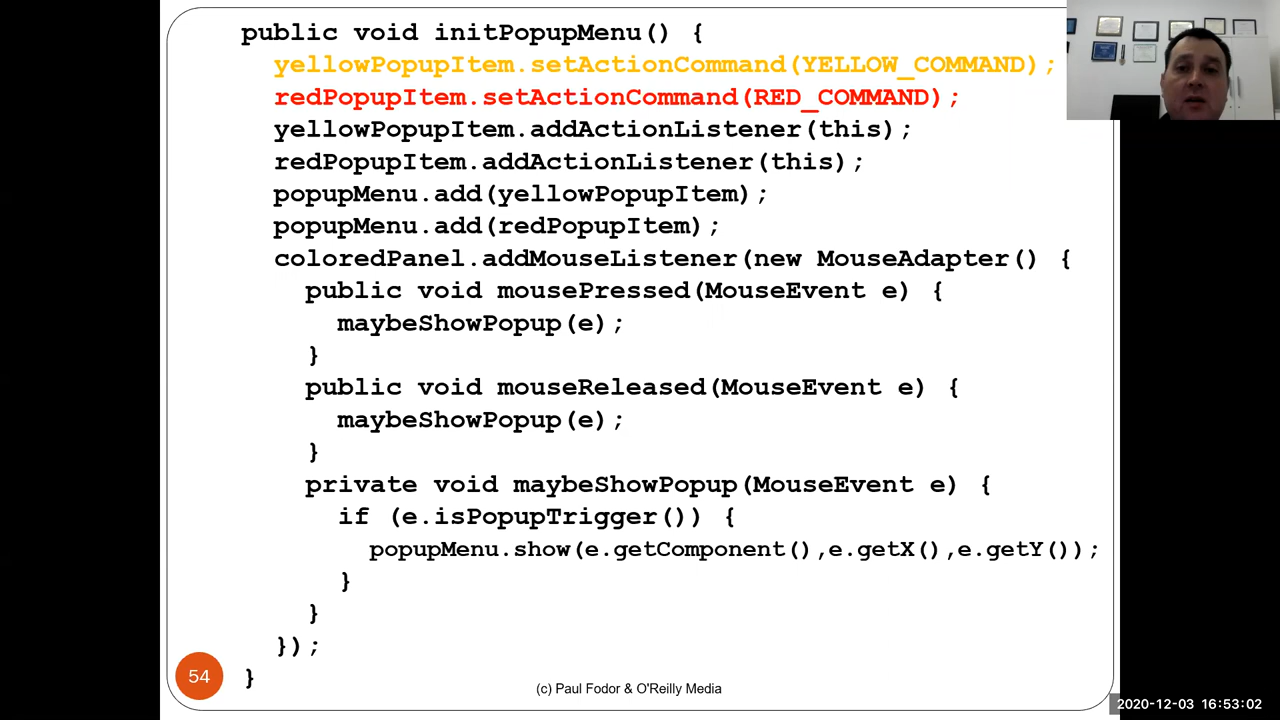 public void initPopupMenu() {
yellowPopupItem.setActionCommand(YELLOW_COMMAND);
redPopupItem.setActionCommand(RED_COMMAND);
yellowPopupItem.addActionListener(this);
redPopupItem.addActionListener(this);
popupMenu.add(yellowPopupItem);
popupMenu.add(redPopupItem);
coloredPanel.addMouseListener(new MouseAdapter() {
public void mousePressed(MouseEvent e) {
maybeShowPopup(e);
}
public void mouseReleased(MouseEvent e) {
maybeShowPopup(e);
}
private void maybeShowPopup(MouseEvent e) {
if (e.isPopupTrigger()) {
popupMenu.show(e.getComponent(),e.getX(),e.getY());
}
}
});
}
54
(c) Paul Fodor & O'Reilly Media
2020-12-03 16:53:02